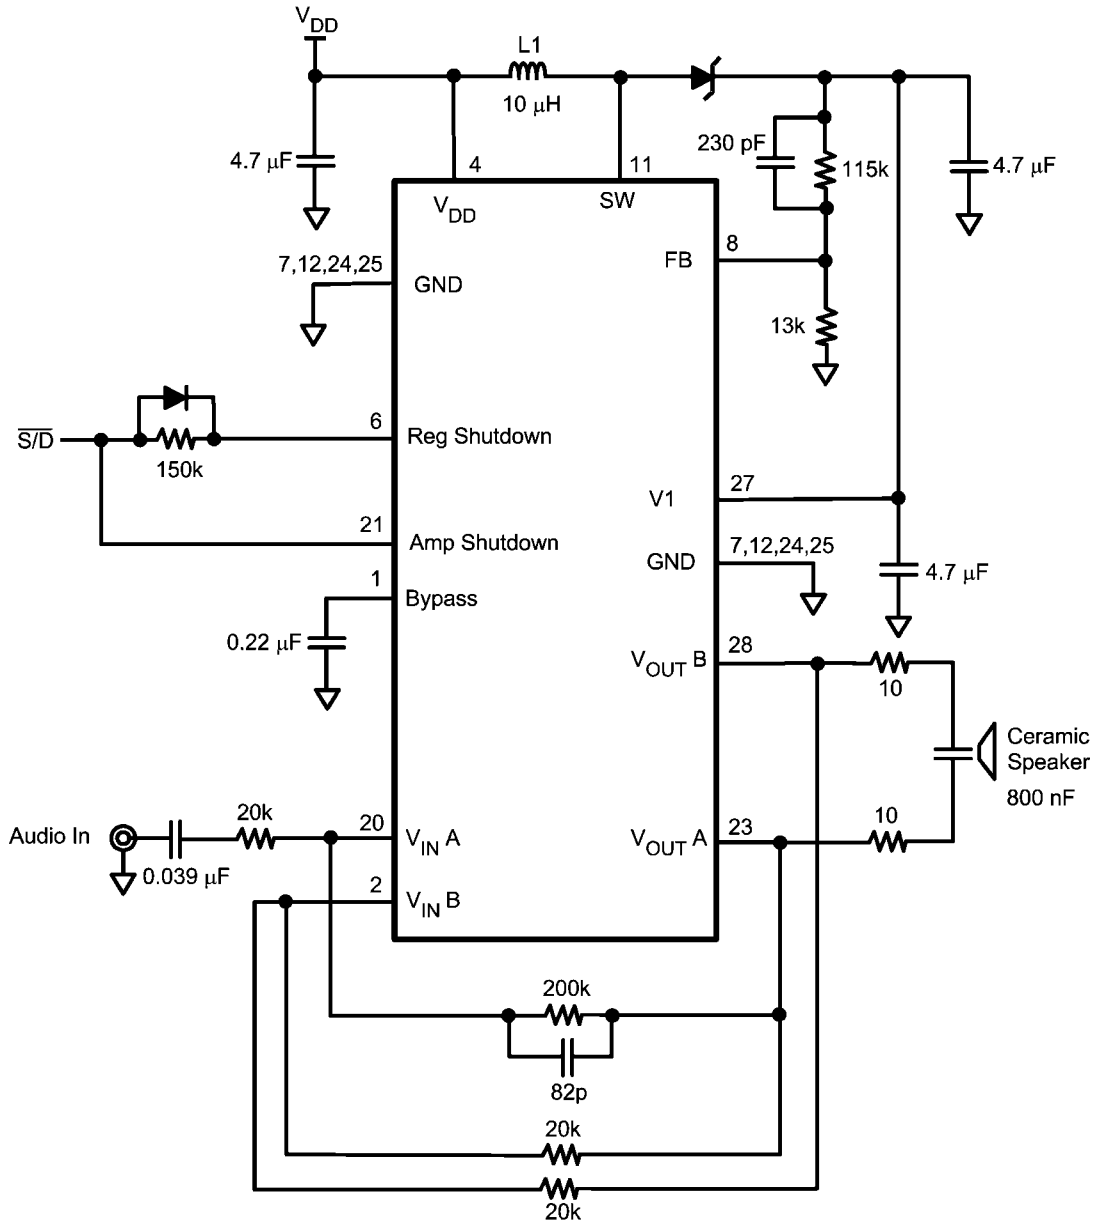 VDD
L1
10 µH
4.7 µF
4
11
230 pF
115k
4.7 µF
VDD
SW
8
FB
7,12,24,25
GND
13k
S/D
150k
6
Reg Shutdown
21
Amp Shutdown
27
V1
7,12,24,25
GND
4.7 µF
1
Bypass
0.22 µF
28
VOUT B
10
Ceramic
Speaker
800 nF
Audio In
0.039 µF
20k
20
VIN A
23
VOUT A
10
2
VIN B
200k
82p
20k
20k